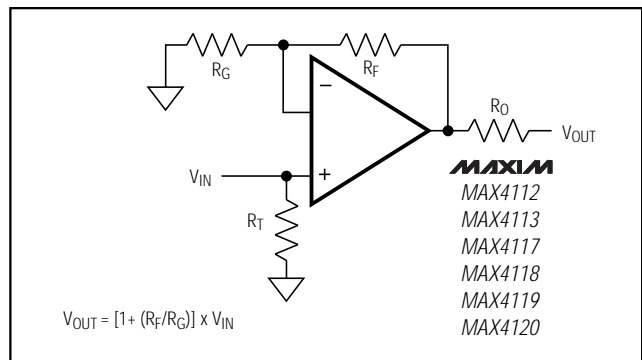 R_G
R_F
−
R_O
V_OUT
V_IN
+
MAXIM
R_T
MAX4112
MAX4113
MAX4117
MAX4118
MAX4119
MAX4120
V_OUT = [1+ (R_F/R_G)] x V_IN